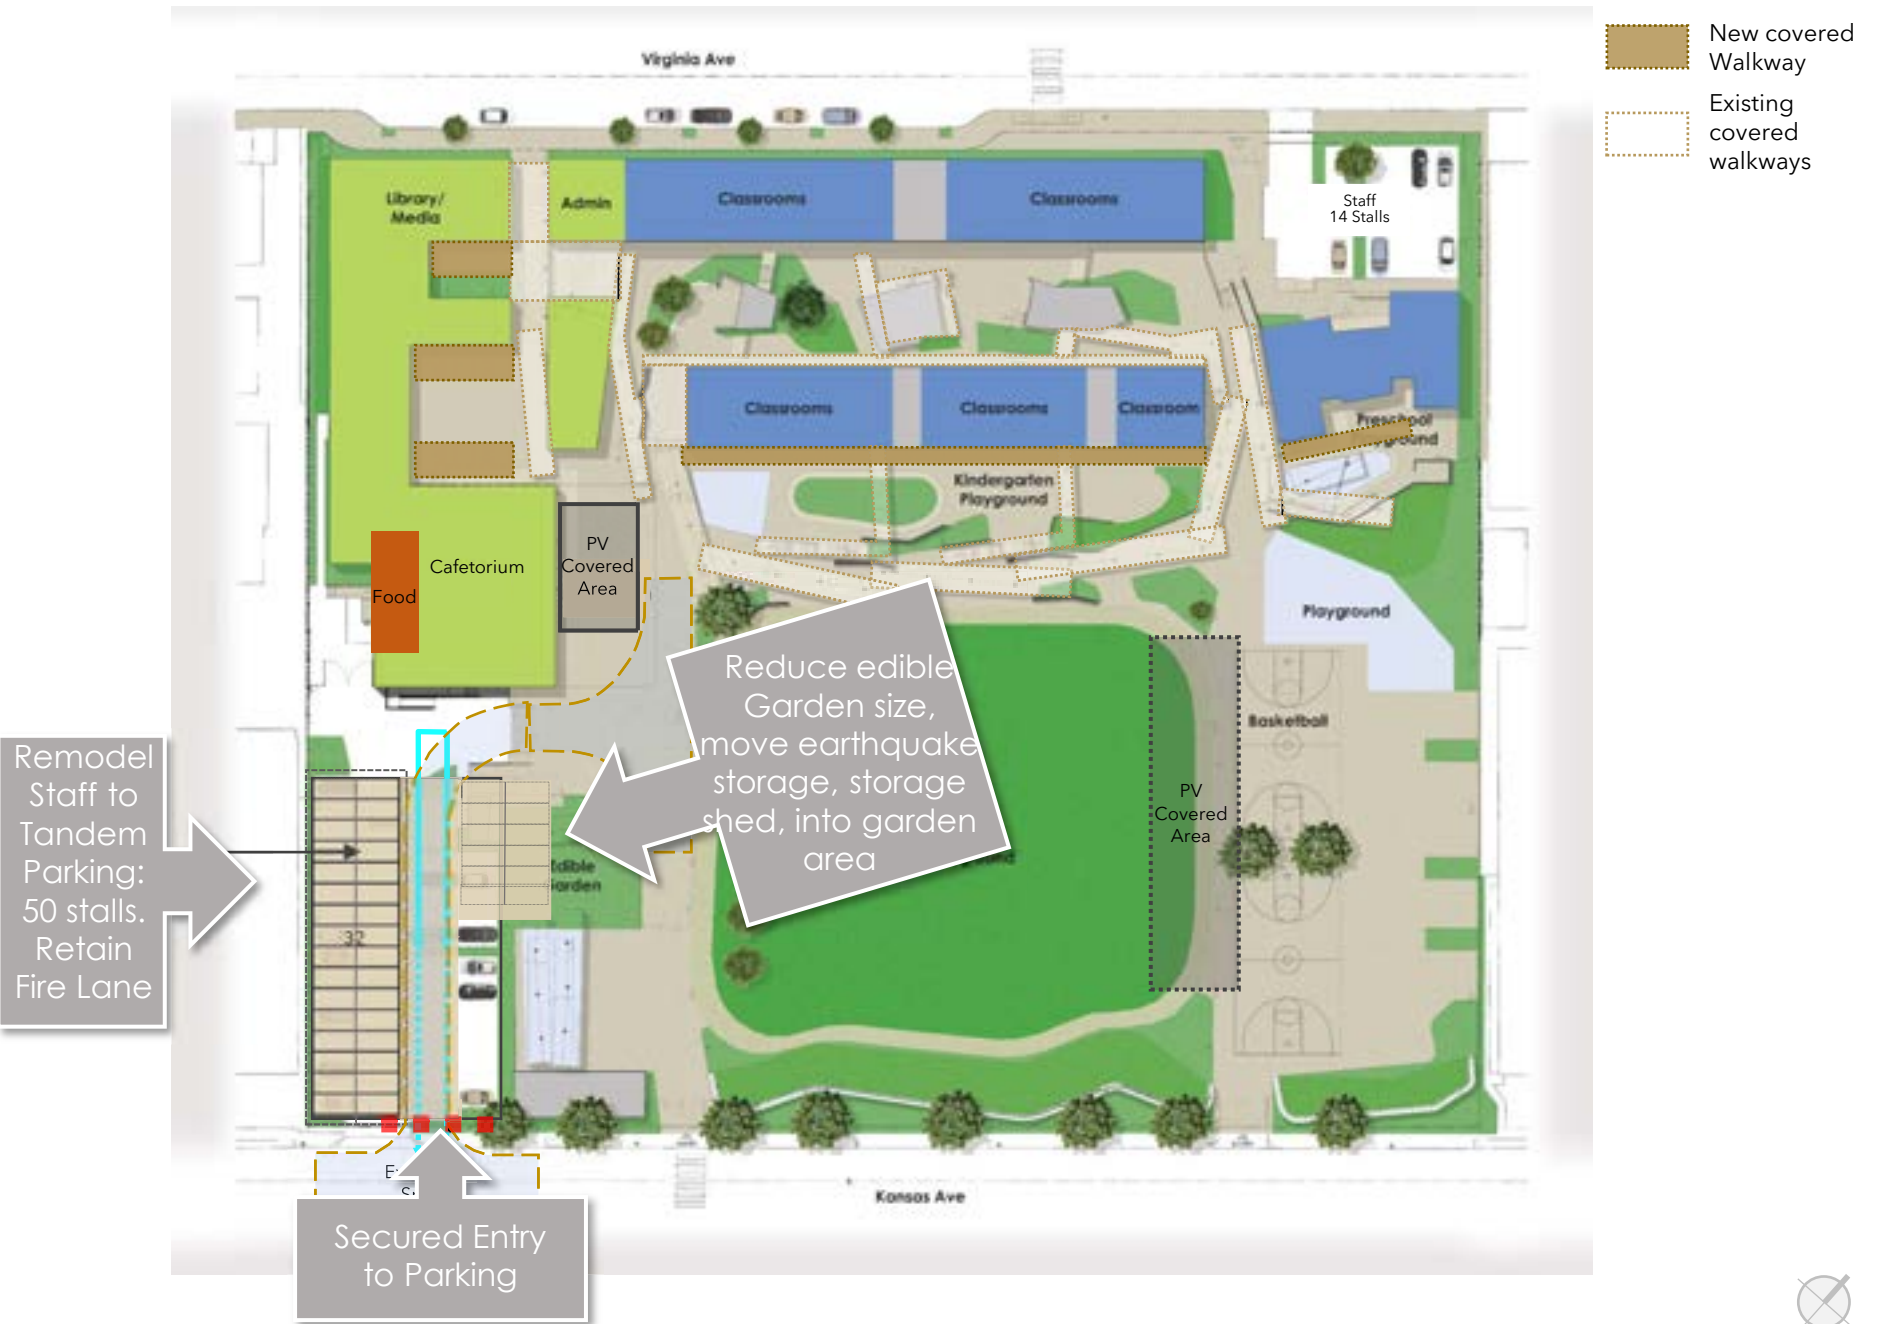 Virginia Ave
New covered
Walkway
Existing
covered
walkways
Library/
Media
Admin
Classrooms
Classrooms
Staff
14 Stalls
Classrooms
Classrooms
Classroom
Preschool
Kindergarten
Playground
PV
Covered
Area
Cafetorium
Food
Playground
Reduce edible
Garden size,
move earthquake
storage, storage
shed, into garden
area
Basketball
PV
Covered
Area
Remodel
Staff to
Tandem
Parking:
50 stalls.
Retain
Fire Lane
32
Edible
Garden
Kansas Ave
Secured Entry
to Parking